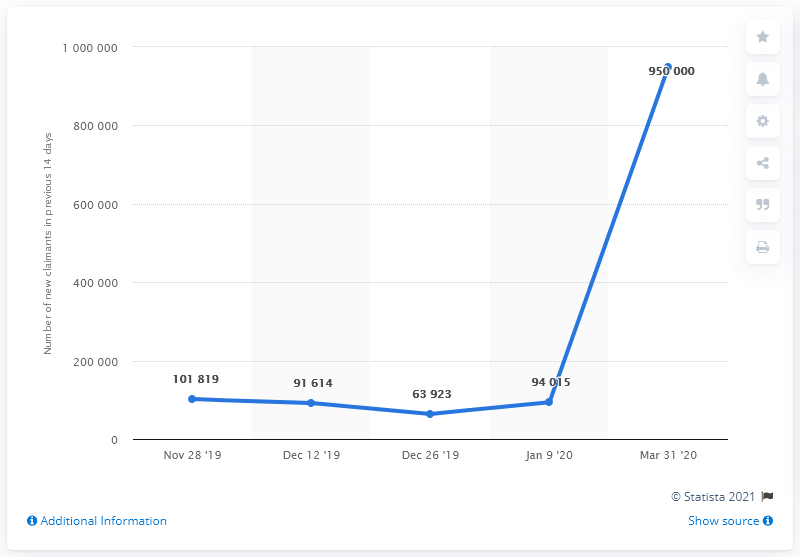 1 000 000
800 000
600 000
400 000
200 000
0
Number of new claimants in previous 14 days
101 819
91 614
63 923
94 015
950 000
Nov 28 '19
Dec 12 '19
Dec 26 '19
Jan 9 '20
Mar 31 '20
© Statista 2021
Additional Information
Show source